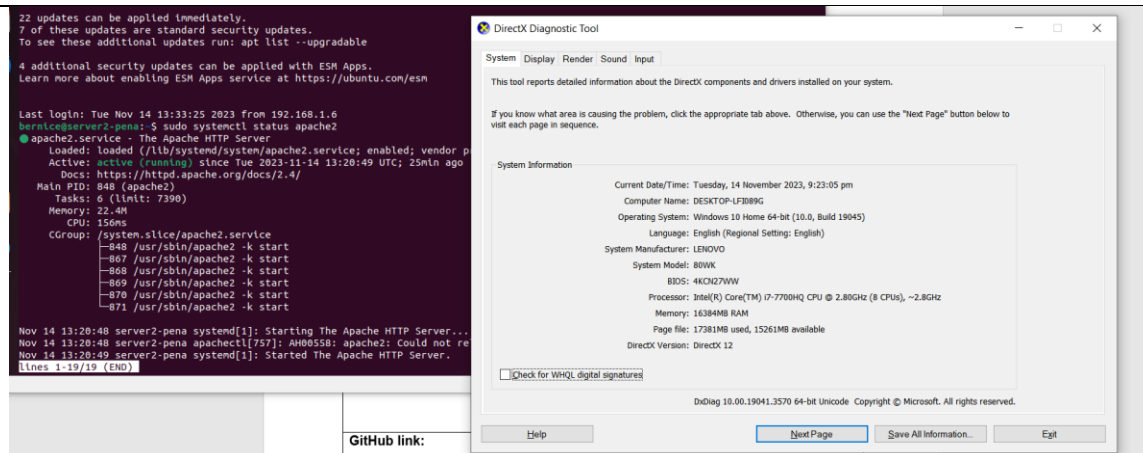 22 updates can be applied immediately.
7 of these updates are standard security updates.
To see these additional updates run: apt list --upgradable
4 additional security updates can be applied with ESM Apps.
Learn more about enabling ESM Apps service at https://ubuntu.com/esm
Last login: Tue Nov 14 13:33:25 2023 from 192.168.1.6
bernice@server2-pena:~$ sudo systemctl status apache2
● apache2.service - The Apache HTTP Server
Loaded: loaded (/lib/systemd/system/apache2.service; enabled; vendor p
Active: active (running) since Tue 2023-11-14 13:20:49 UTC; 25min ago
Docs: https://httpd.apache.org/docs/2.4/
Main PID: 848 (apache2)
Tasks: 6 (limit: 7390)
Memory: 22.4M
CPU: 156ms
CGroup: /system.slice/apache2.service
├─848 /usr/sbin/apache2 -k start
├─867 /usr/sbin/apache2 -k start
├─868 /usr/sbin/apache2 -k start
├─869 /usr/sbin/apache2 -k start
├─870 /usr/sbin/apache2 -k start
└─871 /usr/sbin/apache2 -k start
Nov 14 13:20:48 server2-pena systemd[1]: Starting The Apache HTTP Server...
Nov 14 13:20:48 server2-pena apachectl[757]: AH00558: apache2: Could not re
Nov 14 13:20:49 server2-pena systemd[1]: Started The Apache HTTP Server.
lines 1-19/19 (END)
GitHub link:
DirectX Diagnostic Tool
System Display Render Sound Input
This tool reports detailed information about the DirectX components and drivers installed on your system.
If you know what area is causing the problem, click the appropriate tab above. Otherwise, you can use the "Next Page" button below to
visit each page in sequence.
System Information
Current Date/Time: Tuesday, 14 November 2023, 9:23:05 pm
Computer Name: DESKTOP-LFI089G
Operating System: Windows 10 Home 64-bit (10.0, Build 19045)
Language: English (Regional Setting: English)
System Manufacturer: LENOVO
System Model: 80WK
BIOS: 4KCN27WW
Processor: Intel(R) Core(TM) i7-7700HQ CPU @ 2.80GHz (8 CPUs), ~2.8GHz
Memory: 16384MB RAM
Page file: 17381MB used, 15261MB available
DirectX Version: DirectX 12
Check for WHQL digital signatures
DxDiag 10.00.19041.3570 64-bit Unicode Copyright © Microsoft. All rights reserved.
Help
Next Page
Save All Information...
Exit